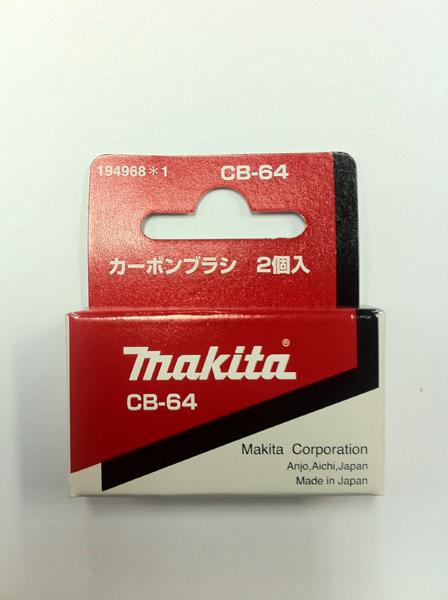 194968＊1 CB-64
カーボンブラシ 2個入
makita®
CB-64
Makita Corporation
Anjo,Aichi,Japan
Made in Japan